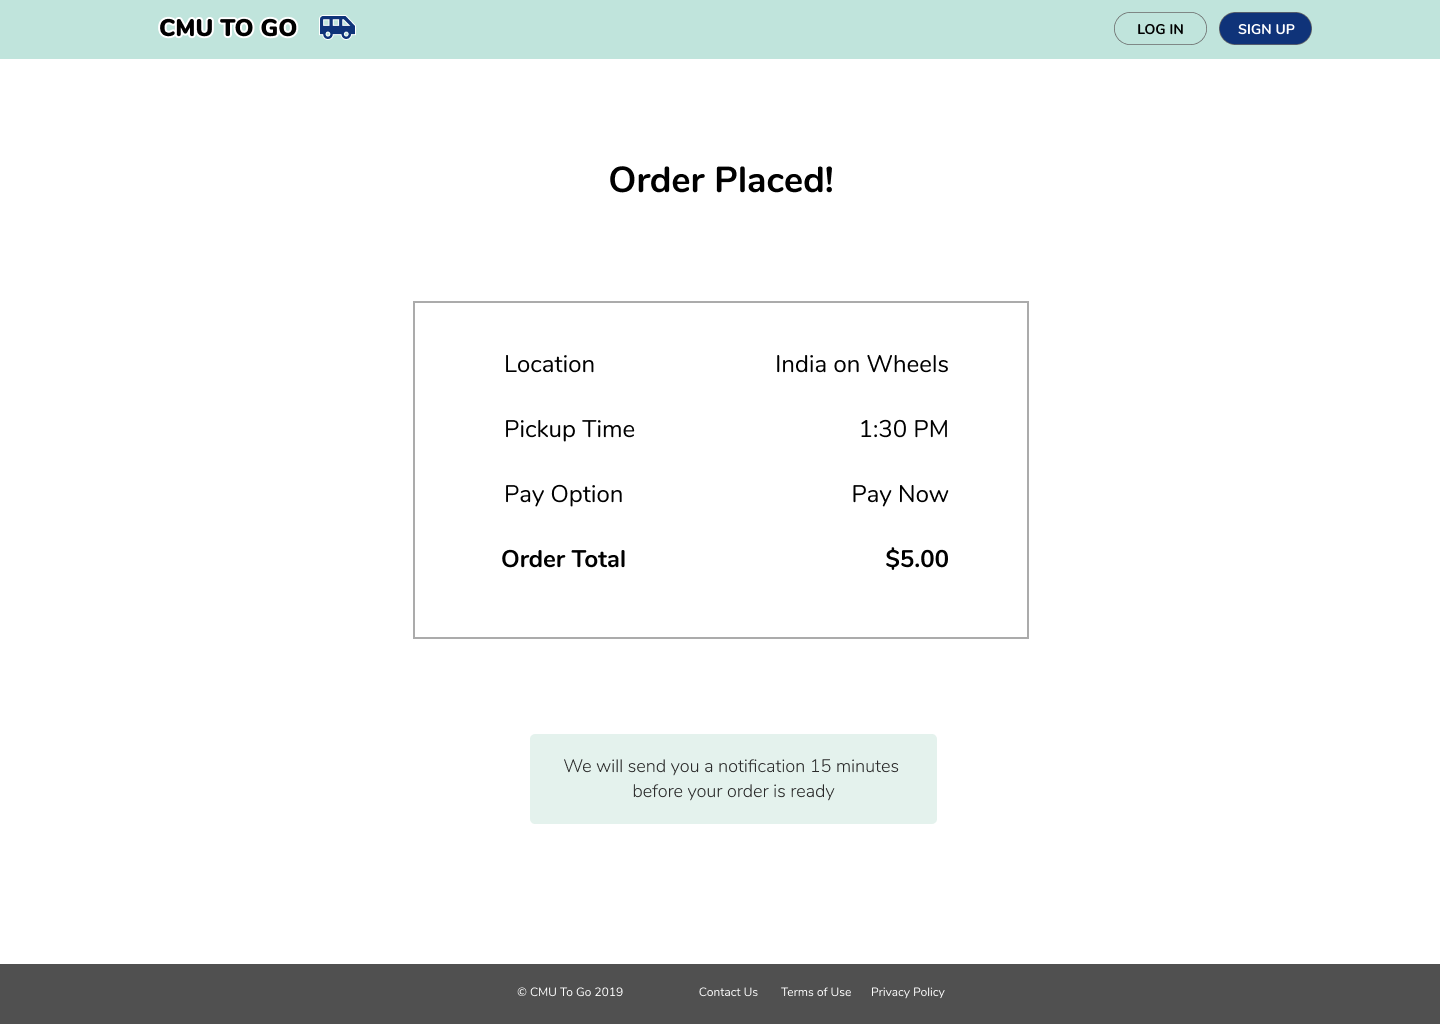 CMU TO GO
LOG IN
SIGN UP
Order Placed!
Location India on Wheels
Pickup Time 1:30 PM
Pay Option Pay Now
Order Total $5.00
We will send you a notification 15 minutes
before your order is ready
© CMU To Go 2019 Contact Us Terms of Use Privacy Policy